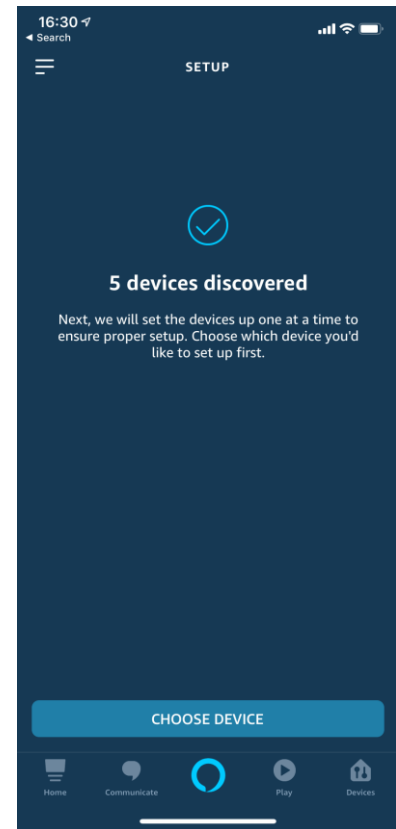 16:30
Search
SETUP
5 devices discovered
Next, we will set the devices up one at a time to
ensure proper setup. Choose which device you'd
like to set up first.
CHOOSE DEVICE
Home
Communicate
Play
Devices